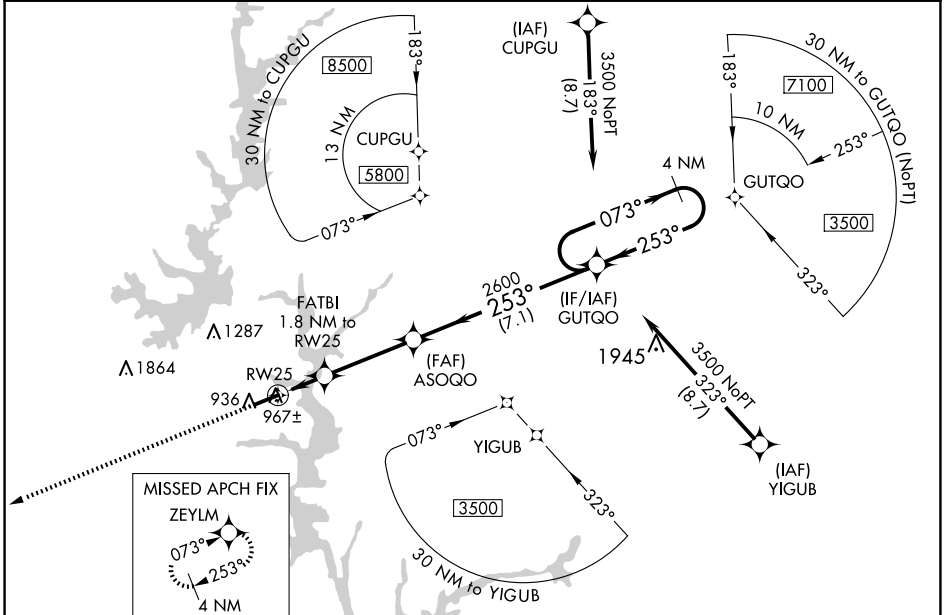 30 NM to CUPGU
8500
183°
13 NM
CUPGU
5800
073°
(IAF)
CUPGU
3500 NoPT
183°
(8.7)
30 NM to GUTQO (NoPT)
183°
7100
10 NM
253°
GUTQO
3500
323°
4 NM
073°
253°
(IF/IAF)
GUTQO
2600
253°
(7.1)
FATBI
1.8 NM to
RW25
(FAF)
ASOQO
1287
1864
RW25
936
967±
1945
3500 NoPT
323°
(8.7)
(IAF)
YIGUB
073°
YIGUB
3500
323°
30 NM to YIGUB
MISSED APCH FIX
ZEYLM
073°
253°
4 NM